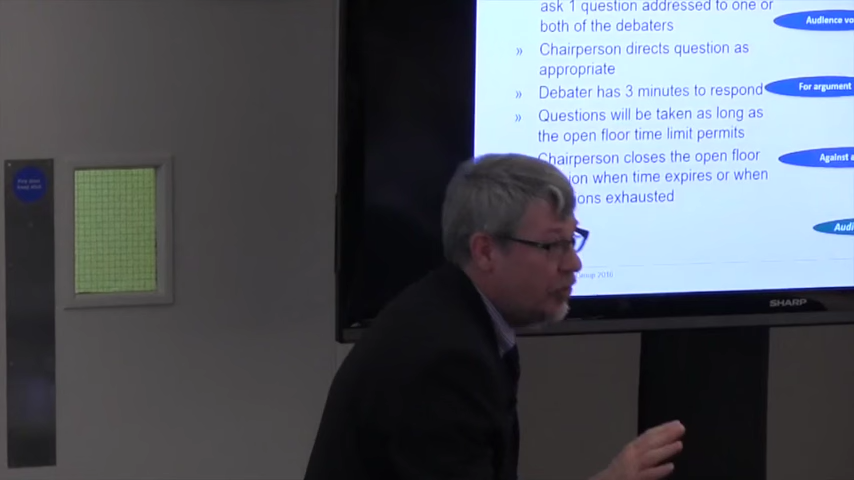 ask 1 question addressed to one or
both of the debaters
» Chairperson directs question as
appropriate
» Debater has 3 minutes to respond
» Questions will be taken as long as
the open floor time limit permits
Chairperson closes the open floor
when time expires or when
exhausted
2016
Audience
For argument
Against
SHARP